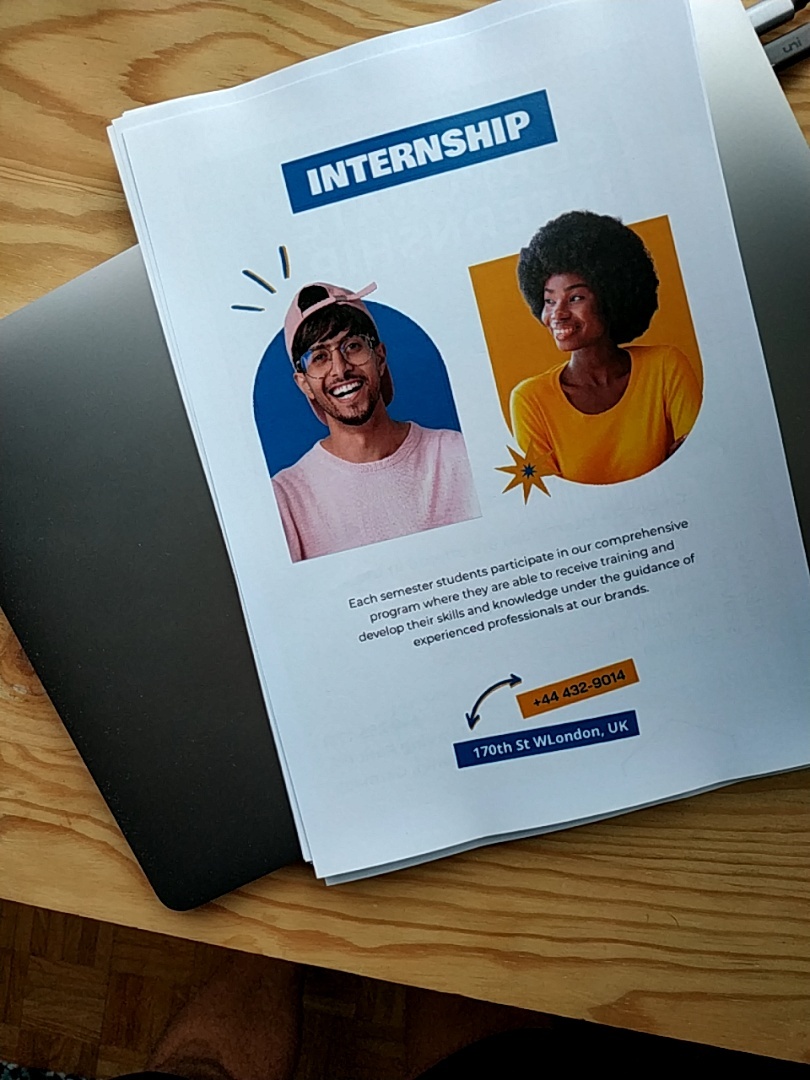 INTERNSHIP
Each semester students participate in our comprehensive
program where they are able to receive training and
develop their skills and knowledge under the guidance of
experienced professionals at our brands.
+44 432-9014
170th St WLondon, UK
uni